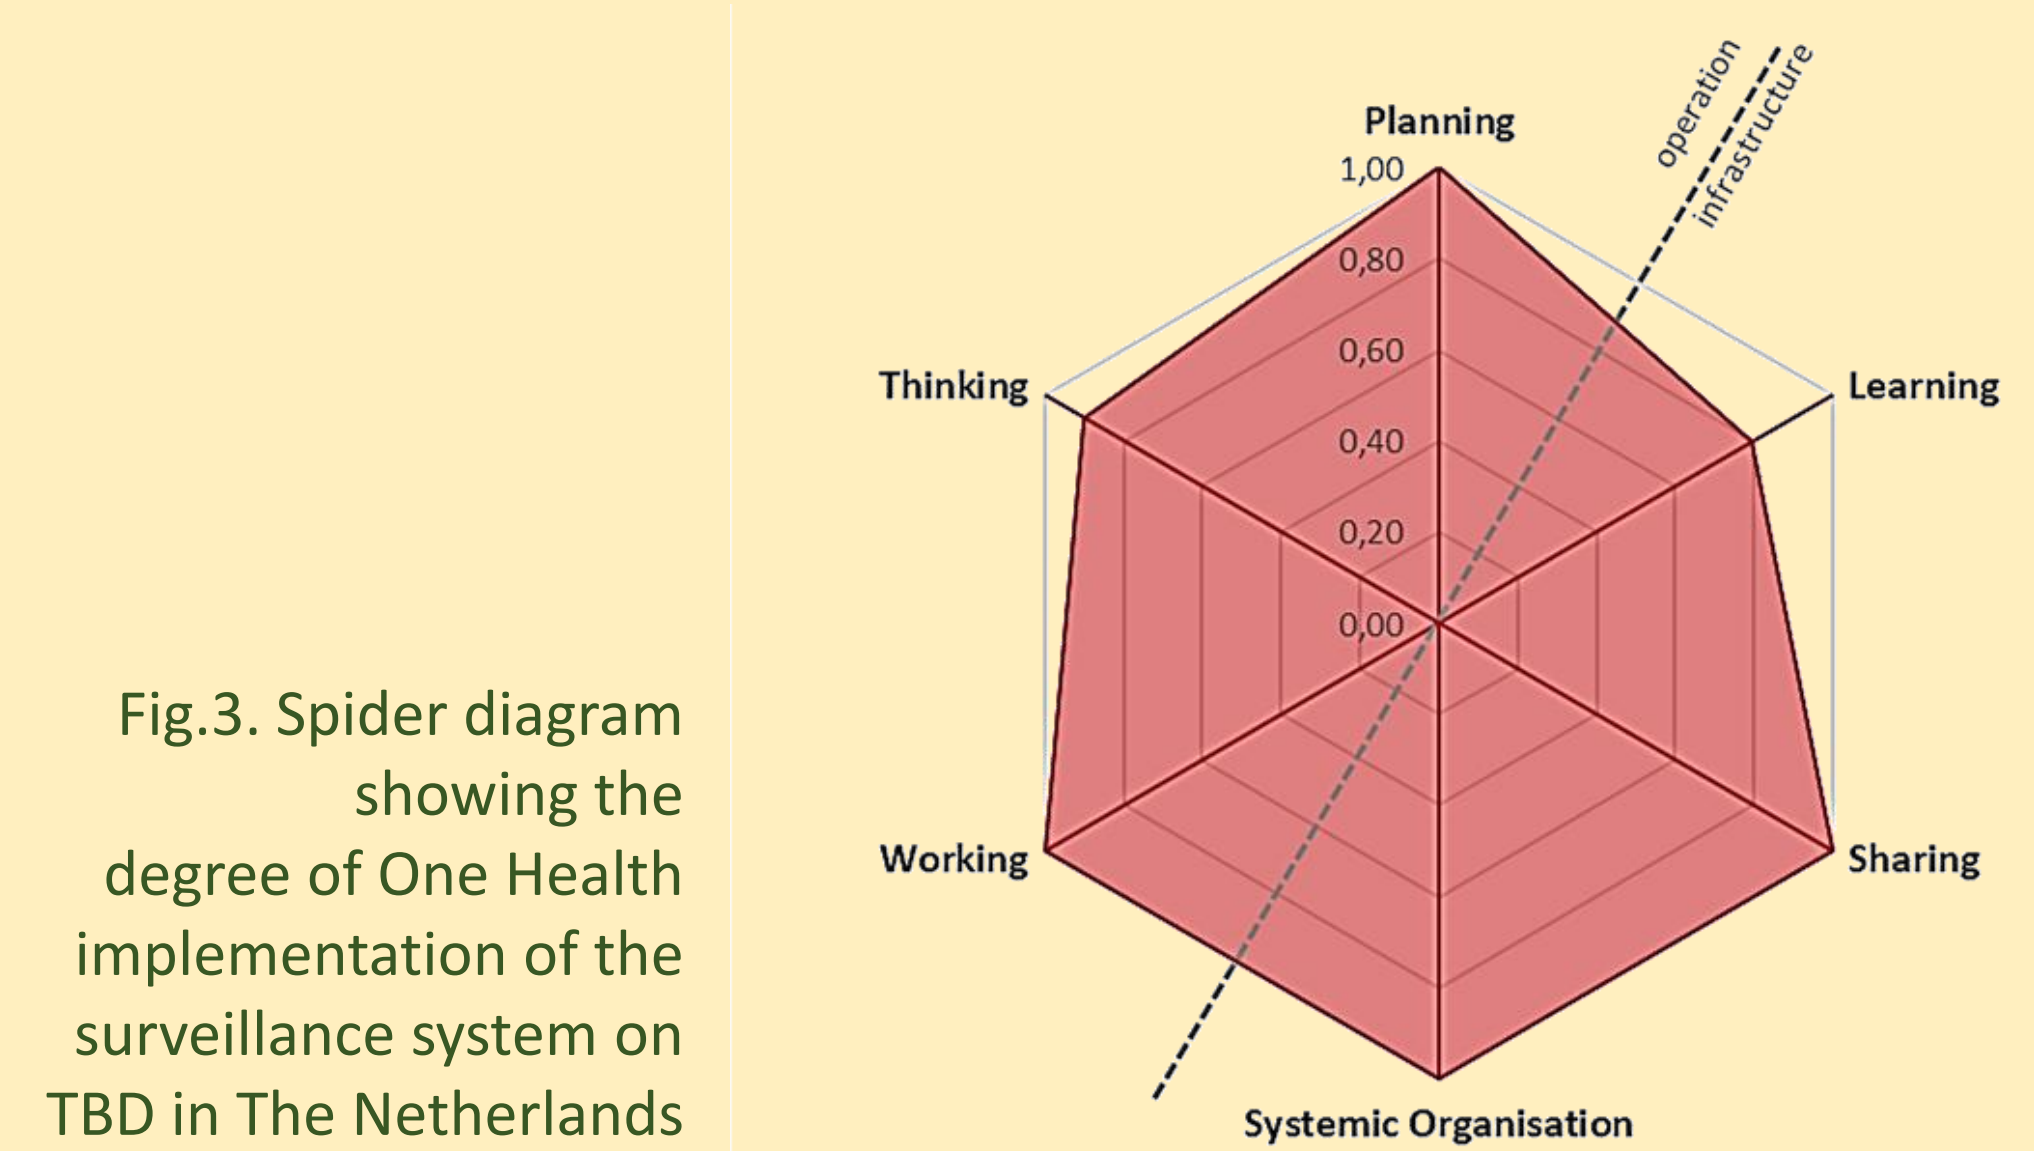 Fig.3. Spider diagram
showing the
degree of One Health
implementation of the
surveillance system on
TBD in The Netherlands
operation
infrastructure
Planning
1,00
0,80
0,60
0,40
0,20
0,00
Thinking
Learning
Working
Sharing
Systemic Organisation